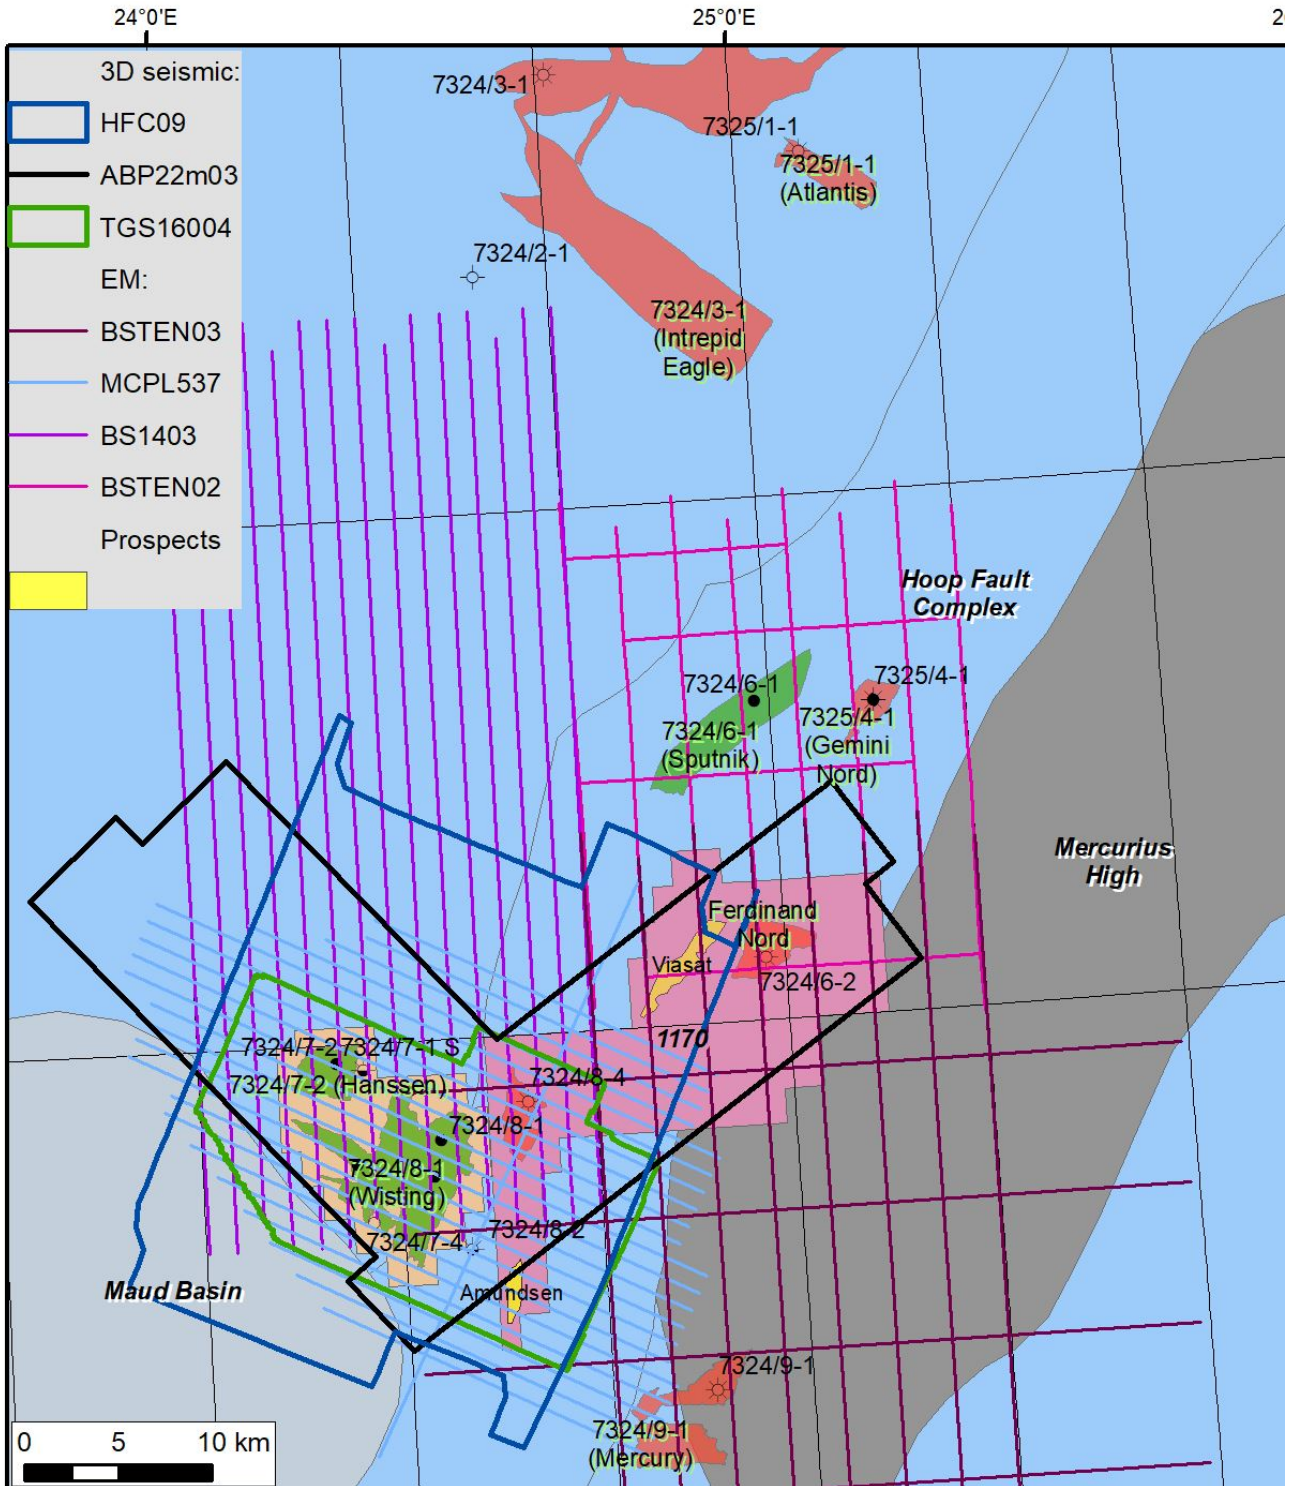 24°0'E
25°0'E
2
3D seismic:
HFC09
ABP22m03
TGS16004
EM:
BSTEN03
MCPL537
BS1403
BSTEN02
Prospects
7324/3-1
7325/1-1
7325/1-1
(Atlantis)
7324/2-1
7324/3-1
(Intrepid
Eagle)
Hoop Fault
Complex
7324/6-1
7325/4-1
7324/6-1
(Sputnik)
7325/4-1
(Gemini
Nord)
Mercurius
High
Ferdinand
Nord
Viasat
7324/6-2
1170
7324/7-2
7324/7-1 S
7324/7-2 (Hanssen)
7324/8-4
7324/8-1
7324/8-1
(Wisting)
7324/7-4
7324/8-2
Maud Basin
Amundsen
7324/9-1
7324/9-1
(Mercury)
0 5 10 km